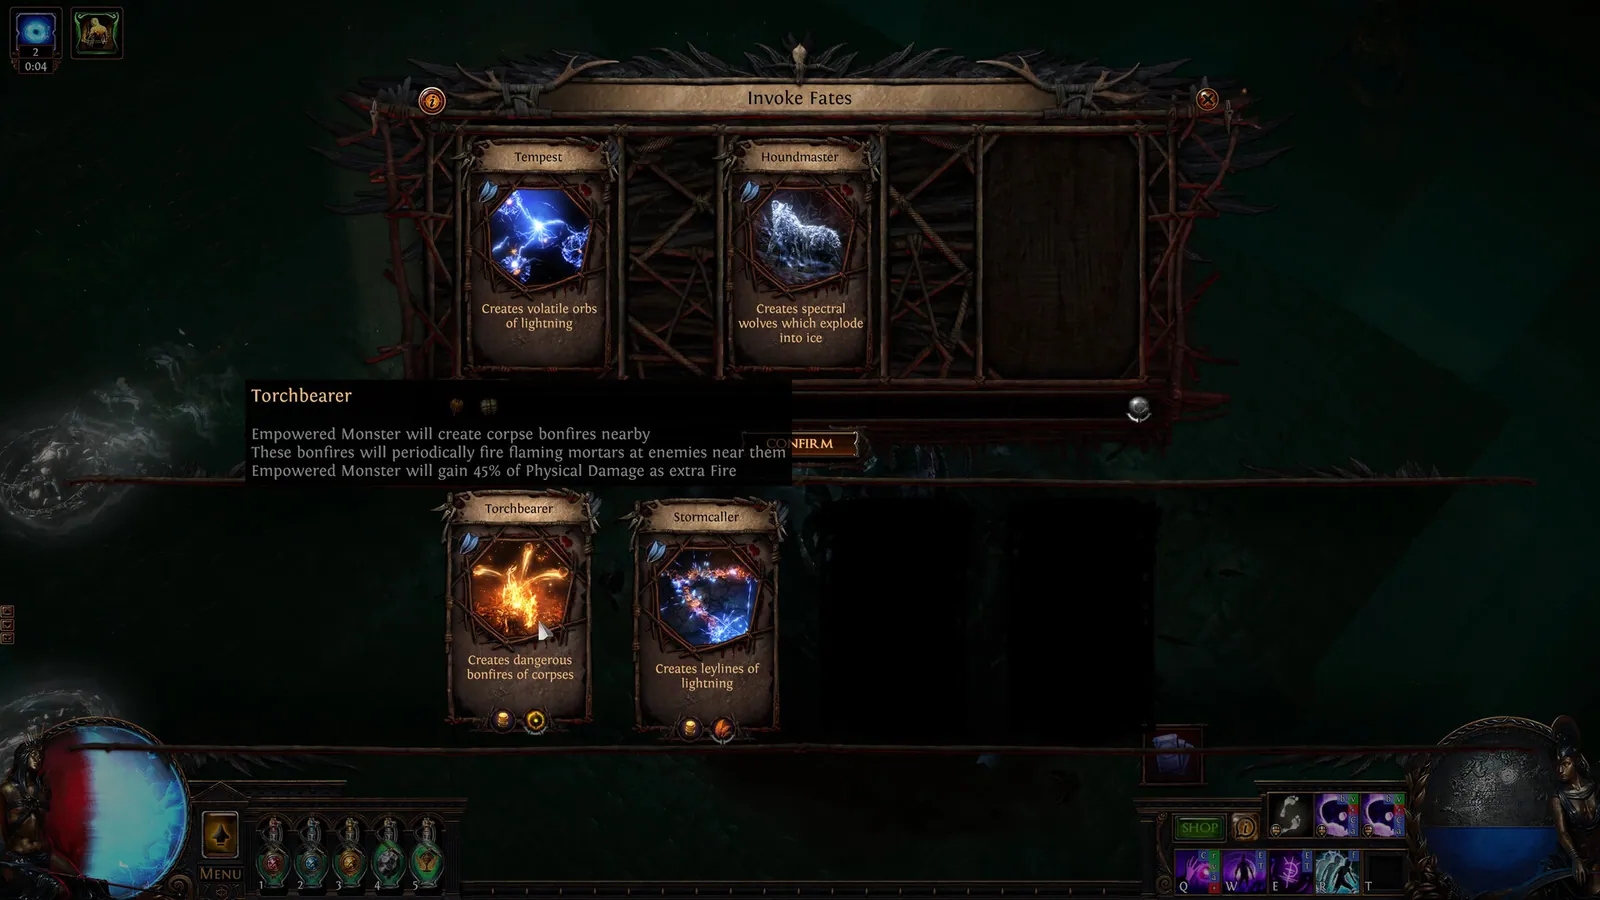 2
0:04
Invoke Fates
Tempest
Houndmaster
Creates volatile orbs
of lightning
Creates spectral
wolves which explode
into ice
Torchbearer
Empowered Monster will create corpse bonfires nearby
These bonfires will periodically fire flaming mortars at enemies near them
Empowered Monster will gain 45% of Physical Damage as extra Fire
CONFIRM
Torchbearer
Stormcaller
Creates dangerous
bonfires of corpses
Creates leylines of
lightning
MENU
1 2 3 4 5
SHOP
Q W E R T